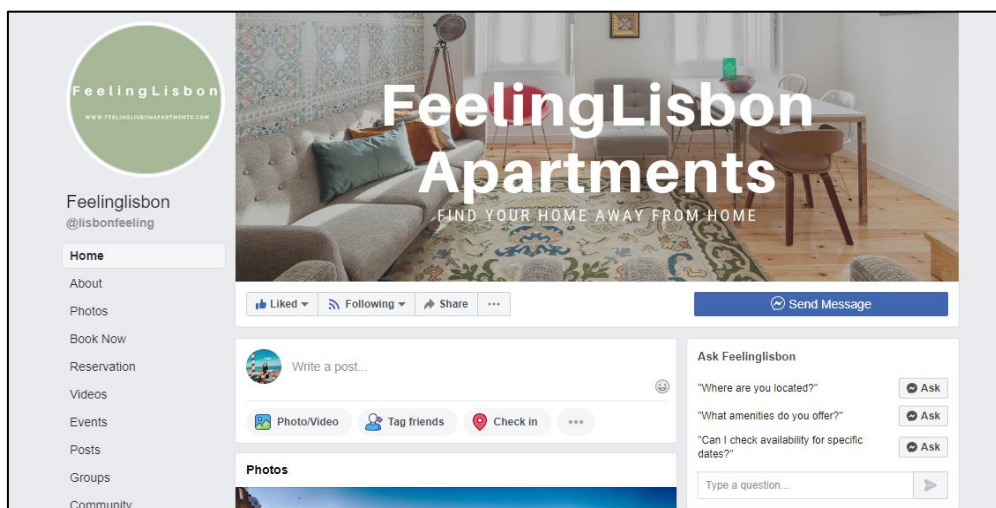 FeelingLisbon
WWW.FEELINGLISBONAPARTMENTS.COM
Feelinglisbon
@lisbonfeeling
Home
About
Photos
Book Now
Reservation
Videos
Events
Posts
Groups
Community
FeelingLisbon
Apartments
FIND YOUR HOME AWAY FROM HOME
Liked
Following
Share
Send Message
Write a post...
Photo/Video
Tag friends
Check in
Photos
Ask Feelinglisbon
"Where are you located?"
Ask
"What amenities do you offer?"
Ask
"Can I check availability for specific
dates?"
Ask
Type a question...